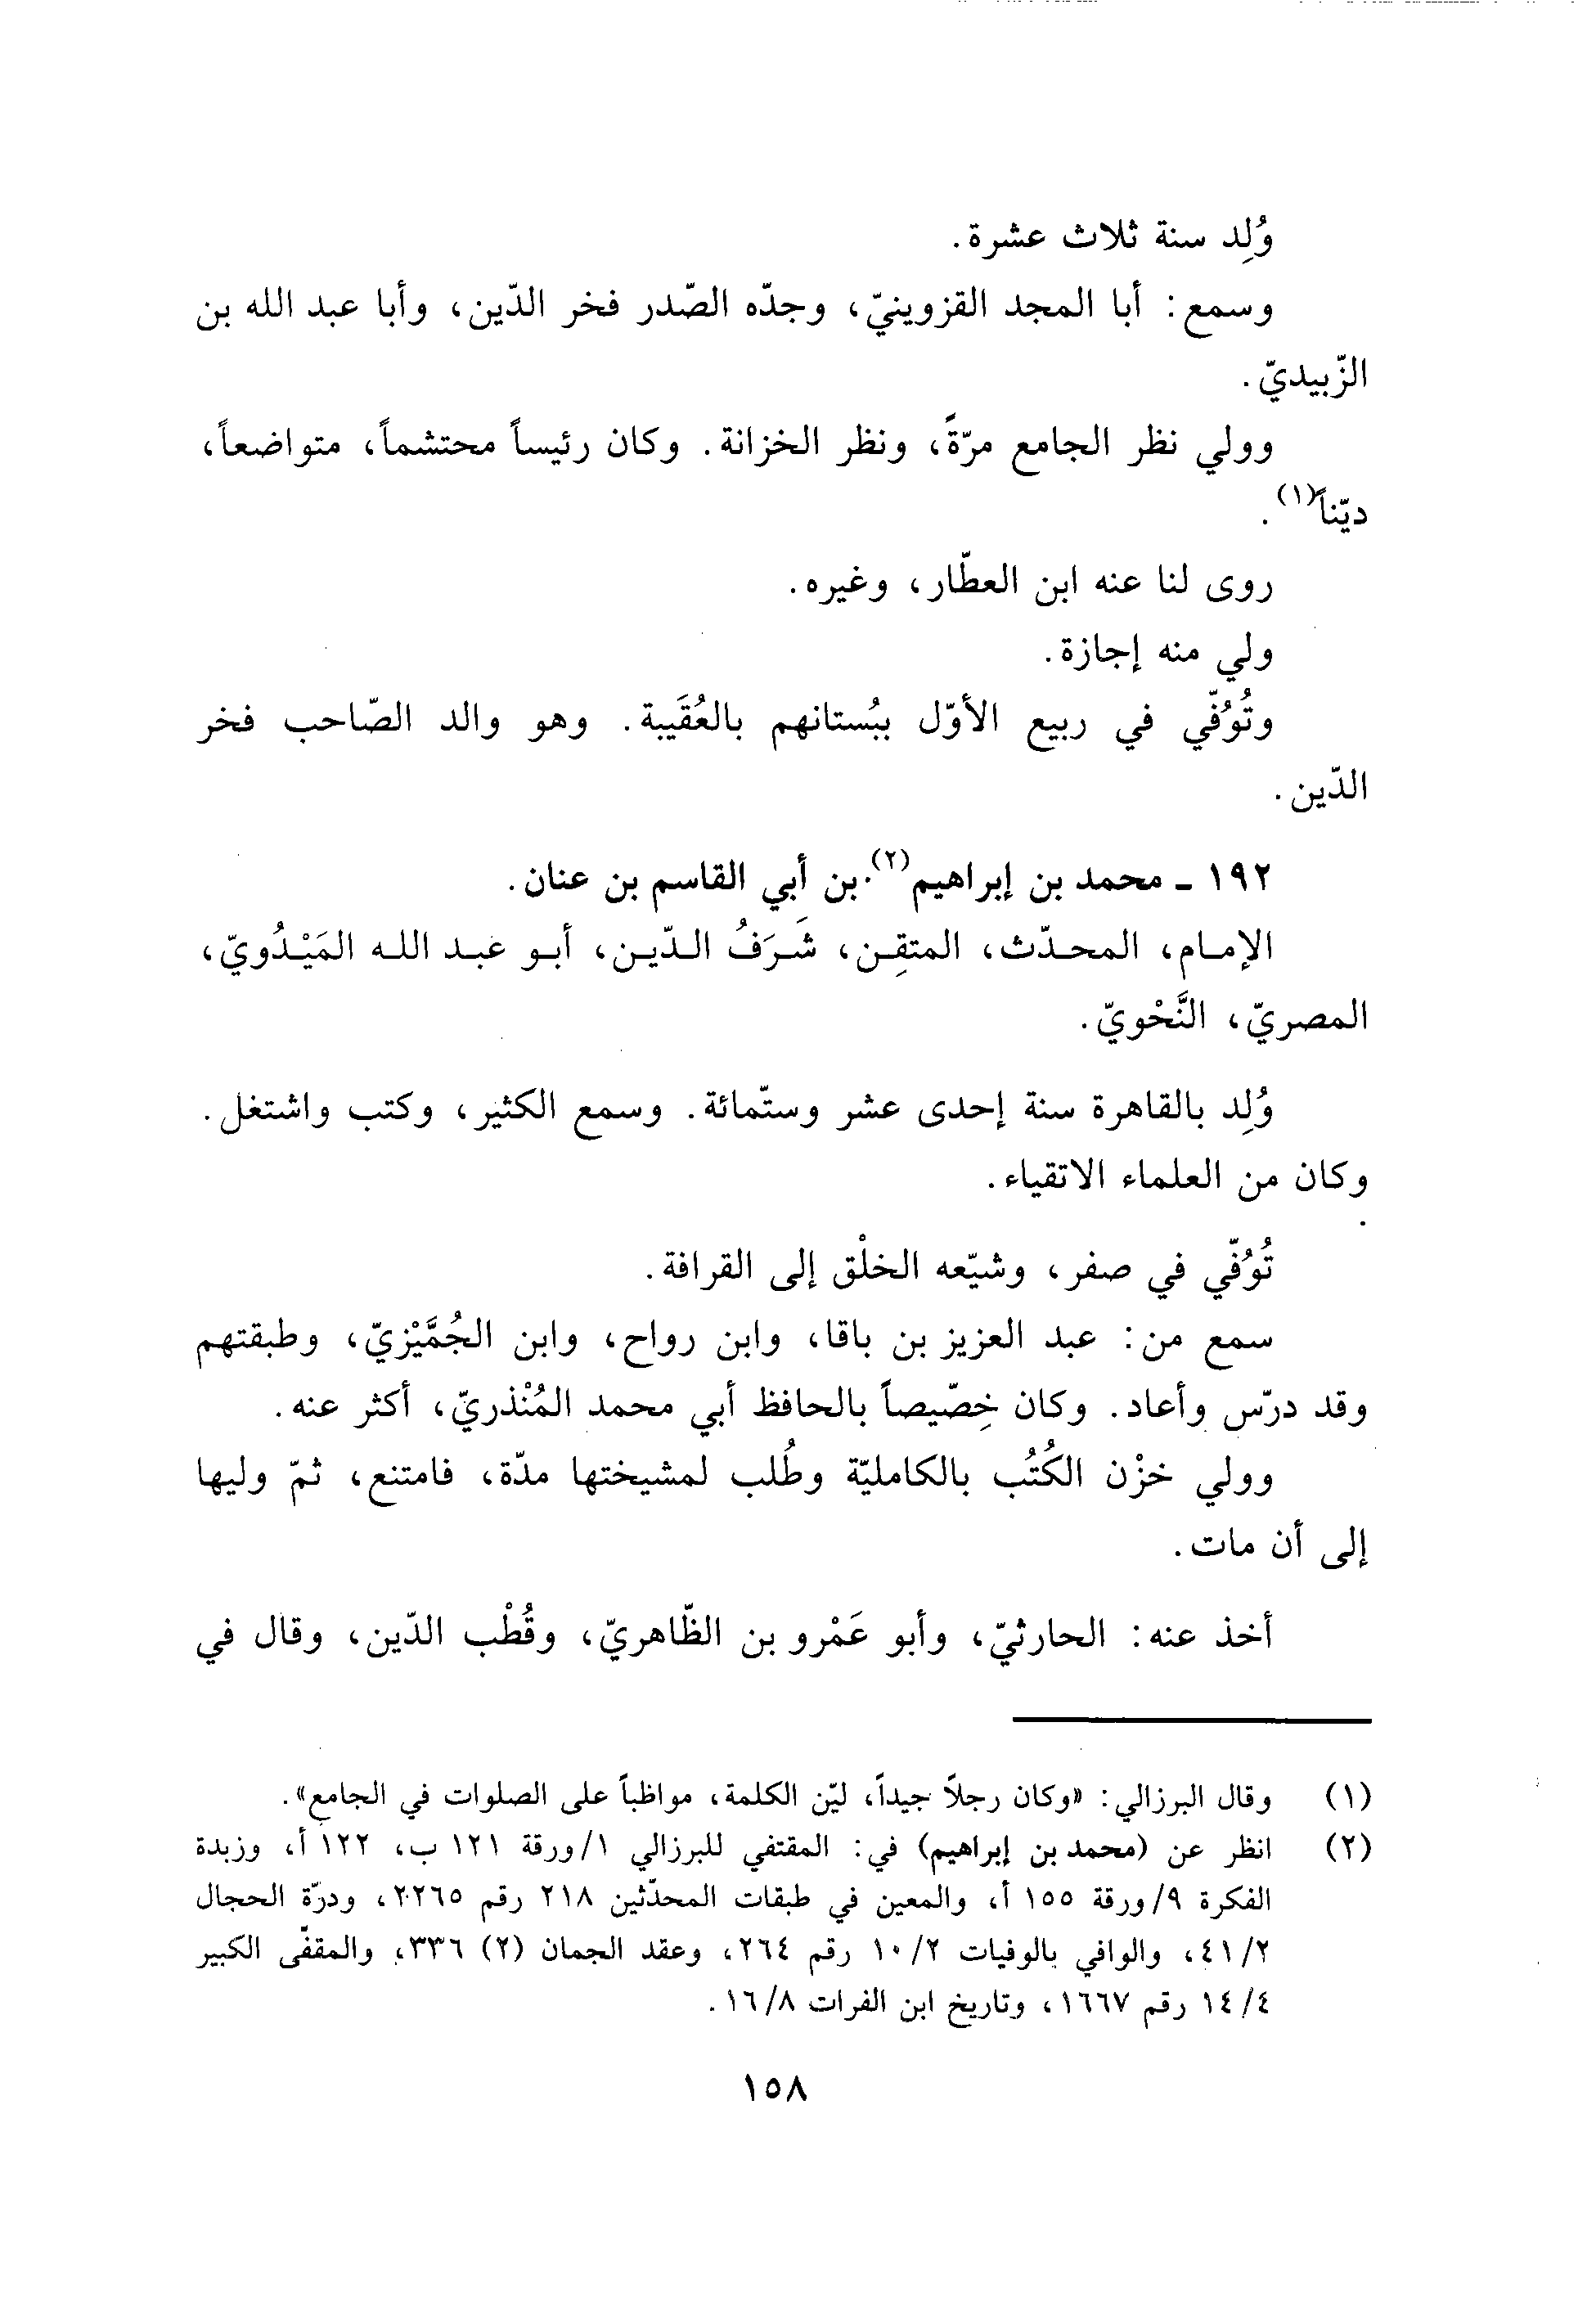 وُلِد سنة ثلاث عشرة.
وسمع: أبا المجد القزوينيّ، وجدّه الصّدر فخر الدّين، وأبا عبد الله بن
الزّبيديّ.
وولي نظر الجامع مرّةً، ونظر الخزانة. وكان رئيساً محتشماً، متواضعاً،
ديّناً(١).
روى لنا عنه ابن العطّار، وغيره.
ولي منه إجازة.
وتُوُفّي في ربيع الأوّل ببُستانهم بالعُقَيبة. وهو والد الصّاحب فخر
الدّين.
١٩٢ ـ محمد بن إبراهيم(٢) بن أبي القاسم بن عنان.
الإمام، المحدّث، المتقِن، شَرَفُ الدّين، أبو عبد الله المَيْدُويّ،
المصريّ، النَّحْويّ.
وُلِد بالقاهرة سنة إحدى عشر وستّمائة. وسمع الكثير، وكتب واشتغل.
وكان من العلماء الاتقياء.
تُوُفّي في صفر، وشيّعه الخلْق إلى القرافة.
سمع من: عبد العزيز بن باقا، وابن رواح، وابن الجُمَّيْزيّ، وطبقتهم
وقد درّس وأعاد. وكان خِصّيصاً بالحافظ أبي محمد المُنْذريّ، أكثر عنه.
وولي خزْن الكُتُب بالكامليّة وطُلب لمشيختها مدّة، فامتنع، ثمّ وليها
إلى أن مات.
أخذ عنه: الحارثيّ، وأبو عَمْرو بن الظّاهريّ، وقُطْب الدّين، وقال في
(١) وقال البرزالي: «وكان رجلاً جيداً، ليّن الكلمة، مواظباً على الصلوات في الجامع».
(٢) انظر عن (محمد بن إبراهيم) في: المقتفي للبرزالي ١/ورقة ١٢١ ب، ١٢٢ أ، وزبدة
الفكرة ٩/ورقة ١٥٥ أ، والمعين في طبقات المحدّثين ٢١٨ رقم ٢٢٦٥، ودرّة الحجال
٢/٤١، والوافي بالوفيات ٢/١٠ رقم ٢٦٤، وعقد الجمان (٢) ٣٣٦، والمقفّى الكبير
٤/١٤ رقم ١٦٦٧، وتاريخ ابن الفرات ٨/١٦.
١٥٨